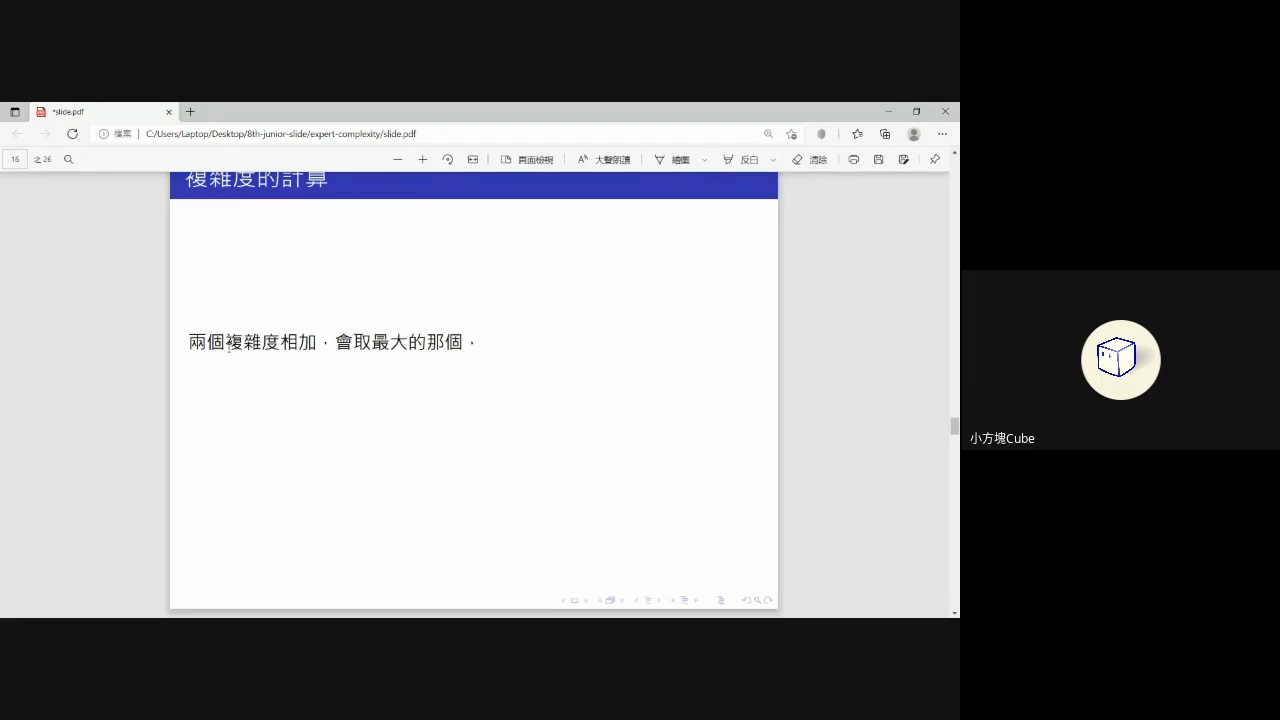 *slide.pdf
檔案
C:/Users/Laptop/Desktop/8th-junior-slide/expert-complexity/slide.pdf
16 之 26
頁面檢視
大聲朗讀
繪圖
反白
清除
複雜度的計算
兩個複雜度相加，會取最大的那個，
小方塊Cube